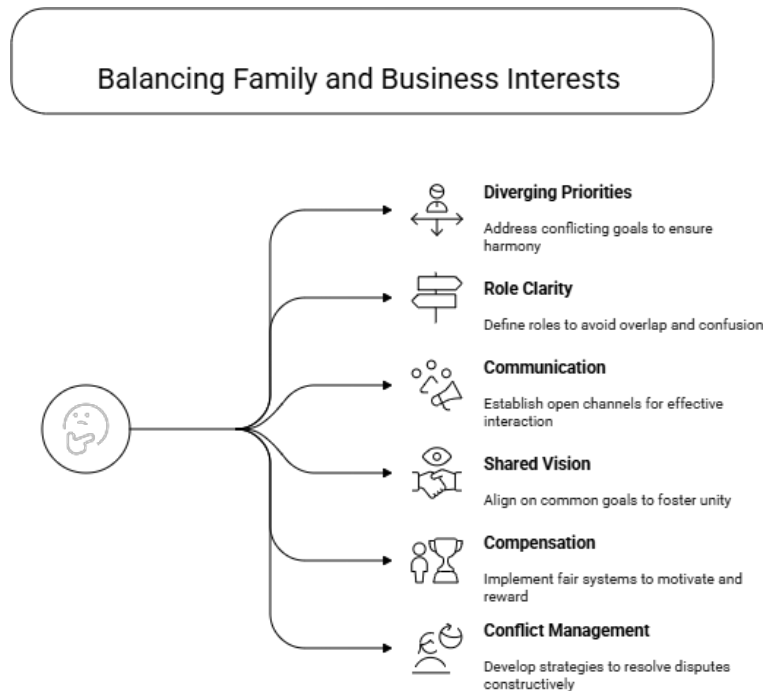 Balancing Family and Business Interests
Diverging Priorities
Address conflicting goals to ensure
harmony
Role Clarity
Define roles to avoid overlap and confusion
Communication
Establish open channels for effective
interaction
Shared Vision
Align on common goals to foster unity
Compensation
Implement fair systems to motivate and
reward
Conflict Management
Develop strategies to resolve disputes
constructively